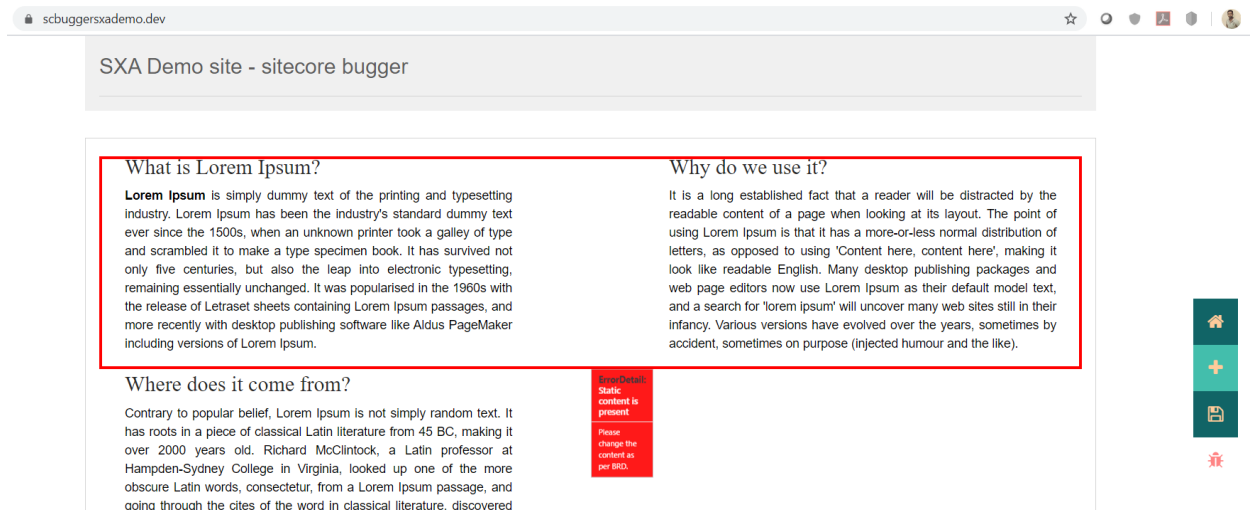 scbuggersxademo.dev
SXA Demo site - sitecore bugger
What is Lorem Ipsum?
Lorem Ipsum is simply dummy text of the printing and typesetting
industry. Lorem Ipsum has been the industry's standard dummy text
ever since the 1500s, when an unknown printer took a galley of type
and scrambled it to make a type specimen book. It has survived not
only five centuries, but also the leap into electronic typesetting,
remaining essentially unchanged. It was popularised in the 1960s with
the release of Letraset sheets containing Lorem Ipsum passages, and
more recently with desktop publishing software like Aldus PageMaker
including versions of Lorem Ipsum.
Why do we use it?
It is a long established fact that a reader will be distracted by the
readable content of a page when looking at its layout. The point of
using Lorem Ipsum is that it has a more-or-less normal distribution of
letters, as opposed to using 'Content here, content here', making it
look like readable English. Many desktop publishing packages and
web page editors now use Lorem Ipsum as their default model text,
and a search for 'lorem ipsum' will uncover many web sites still in their
infancy. Various versions have evolved over the years, sometimes by
accident, sometimes on purpose (injected humour and the like).
Where does it come from?
Contrary to popular belief, Lorem Ipsum is not simply random text. It
has roots in a piece of classical Latin literature from 45 BC, making it
over 2000 years old. Richard McClintock, a Latin professor at
Hampden-Sydney College in Virginia, looked up one of the more
obscure Latin words, consectetur, from a Lorem Ipsum passage, and
going through the cites of the word in classical literature, discovered
ErrorDetail:
Static
content is
present
Please
change the
content as
per BRD.